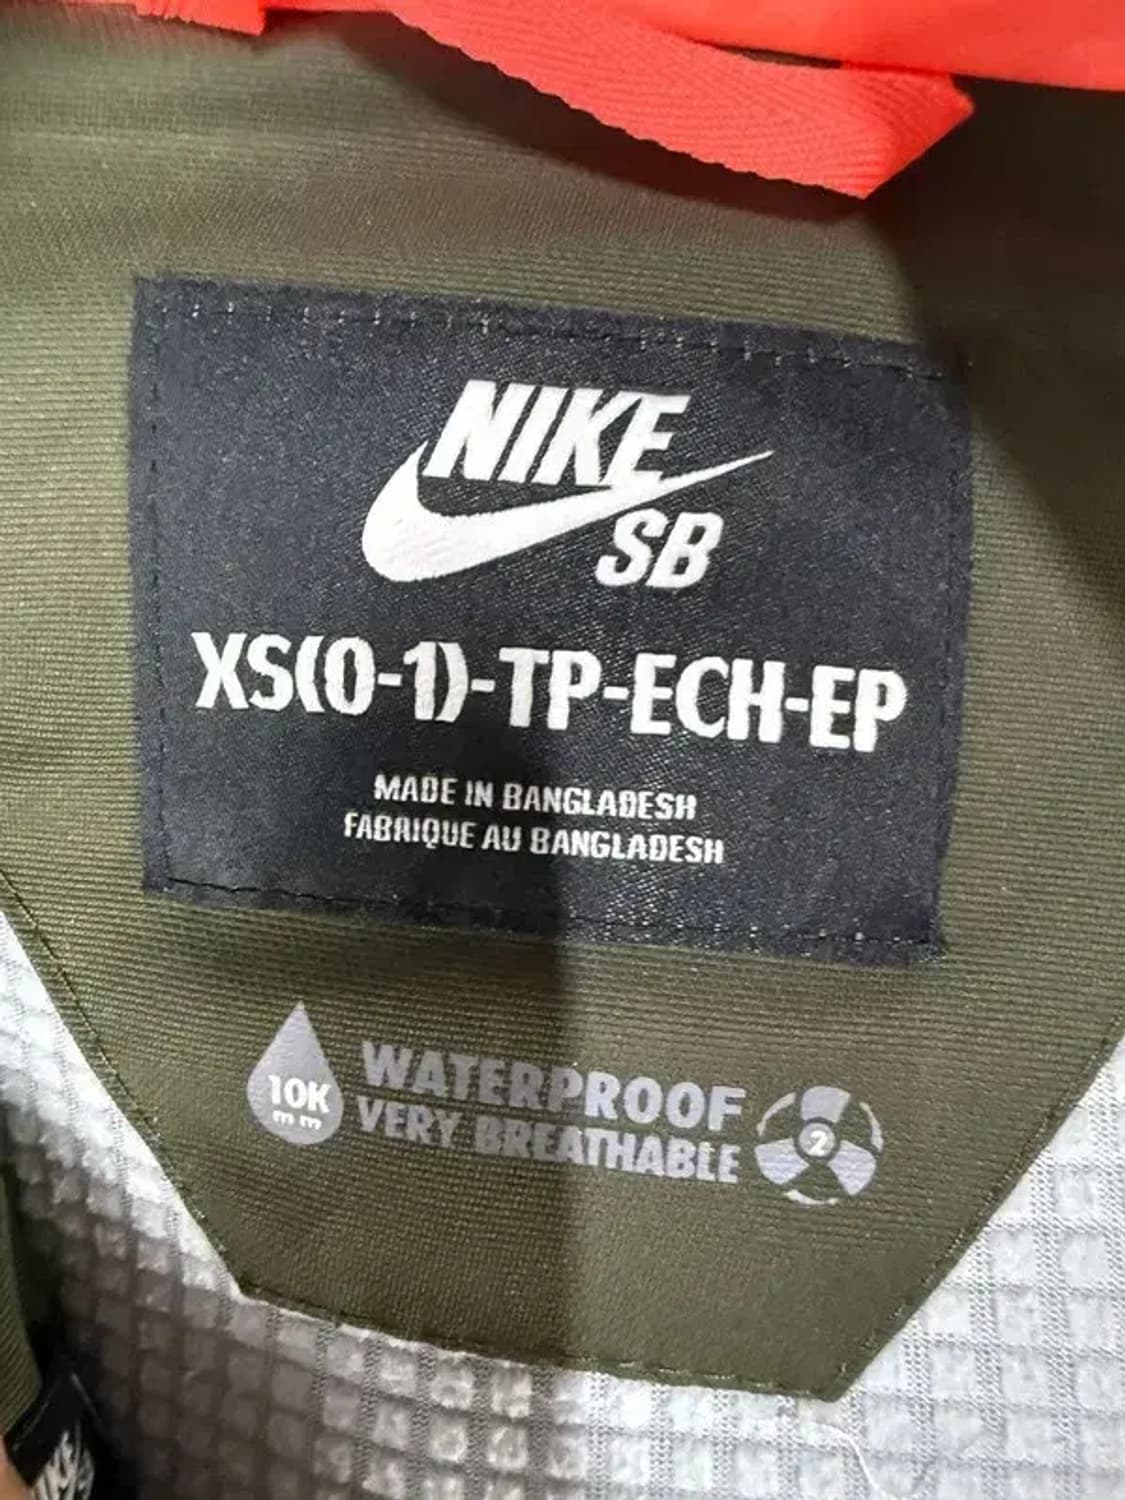 NIKE
SB
XS(0-1)-TP-ECH-EP
MADE IN BANGLADESH
FABRIQUE AU BANGLADESH
10K
mm
WATERPROOF
VERY BREATHABLE
2
NIKE